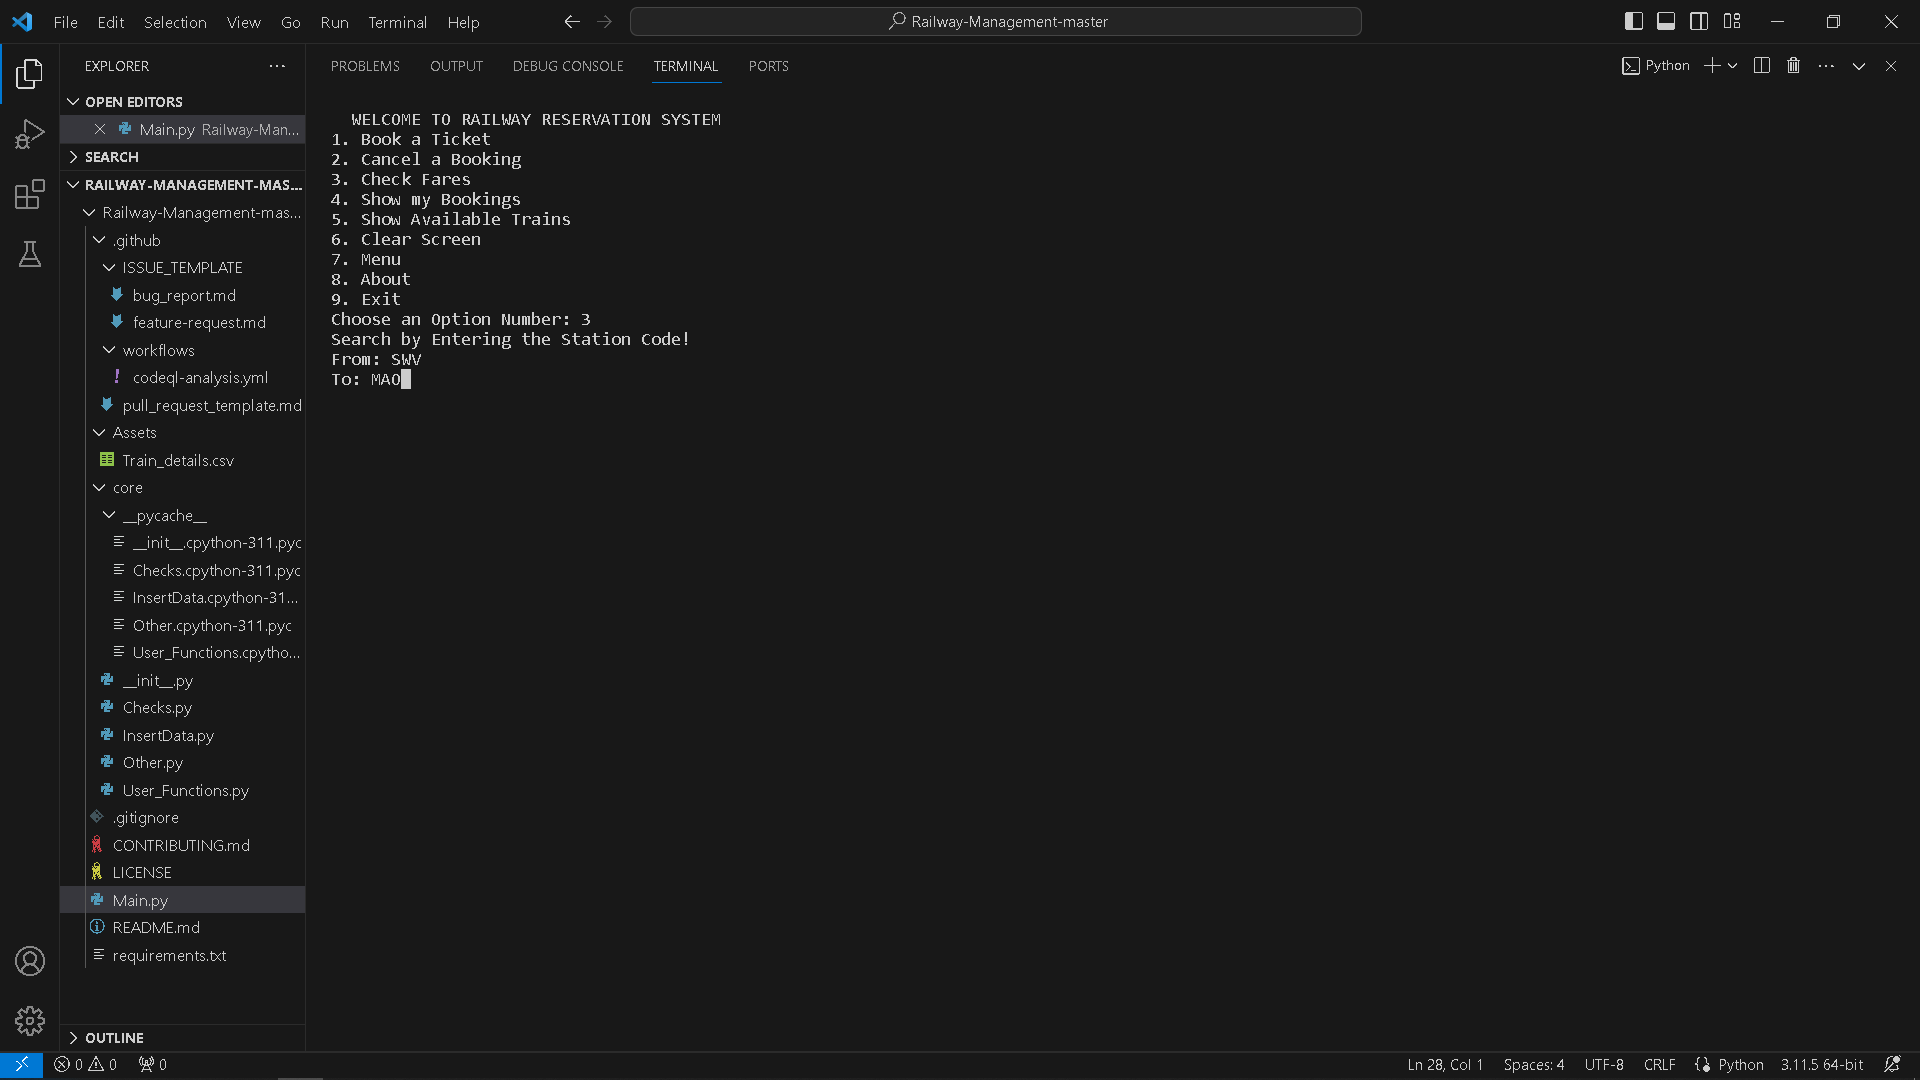 File Edit Selection View Go Run Terminal Help
Railway-Management-master
EXPLORER
OPEN EDITORS
Main.py Railway-Man...
SEARCH
RAILWAY-MANAGEMENT-MAS...
Railway-Management-mas...
.github
ISSUE_TEMPLATE
bug_report.md
feature-request.md
workflows
codeql-analysis.yml
pull_request_template.md
Assets
Train_details.csv
core
__pycache__
__init__.cpython-311.pyc
Checks.cpython-311.pyc
InsertData.cpython-31...
Other.cpython-311.pyc
User_Functions.cpytho...
__init__.py
Checks.py
InsertData.py
Other.py
User_Functions.py
.gitignore
CONTRIBUTING.md
LICENSE
Main.py
README.md
requirements.txt
OUTLINE
PROBLEMS OUTPUT DEBUG CONSOLE TERMINAL PORTS
Python
WELCOME TO RAILWAY RESERVATION SYSTEM
1. Book a Ticket
2. Cancel a Booking
3. Check Fares
4. Show my Bookings
5. Show Available Trains
6. Clear Screen
7. Menu
8. About
9. Exit
Choose an Option Number: 3
Search by Entering the Station Code!
From: SWV
To: MAO
0 0 0
Ln 28, Col 1 Spaces: 4 UTF-8 CRLF Python 3.11.5 64-bit